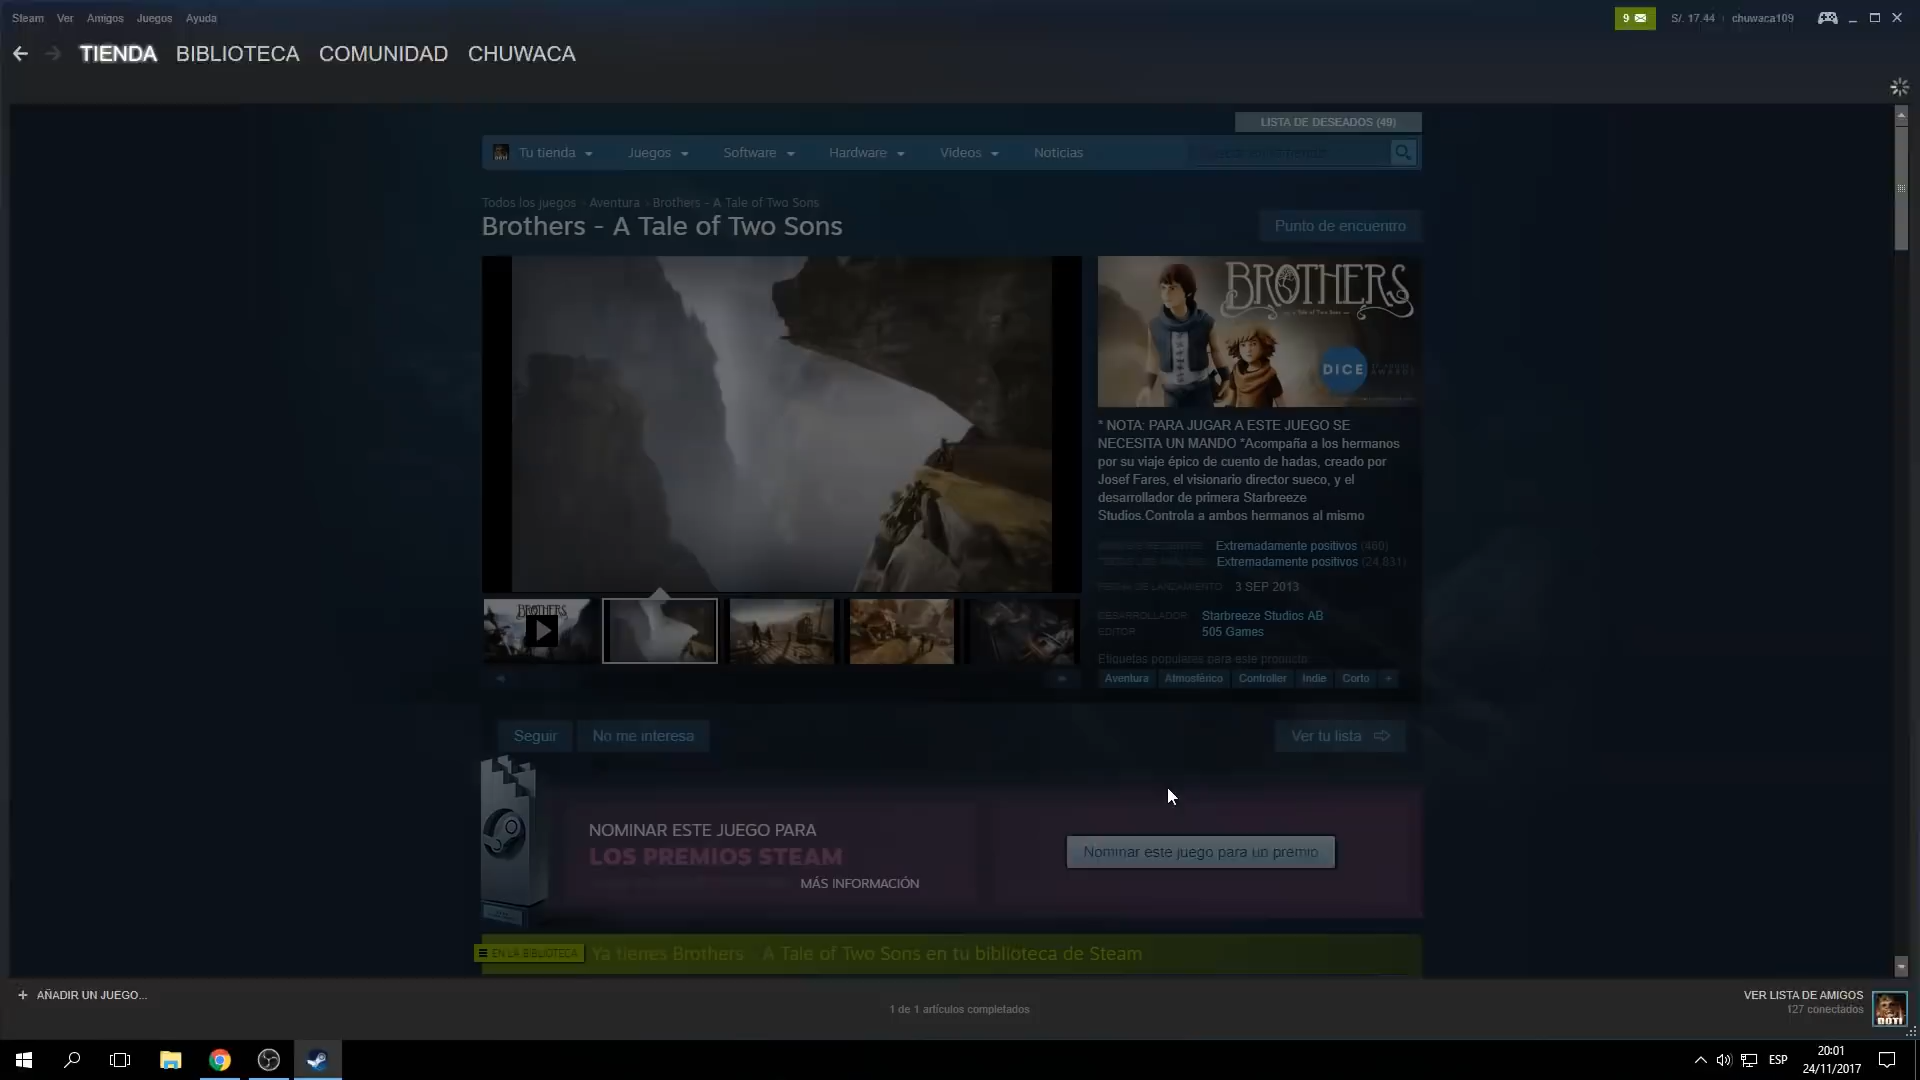 Steam Ver Amigos Juegos Ayuda
9
S/. 17.44 chuwaca109
TIENDA BIBLIOTECA COMUNIDAD CHUWACA
LISTA DE DESEADOS (49)
Tu tienda Juegos Software Hardware Videos Noticias
Todos los juegos > Aventura > Brothers - A Tale of Two Sons
Brothers - A Tale of Two Sons
Punto de encuentro
BROTHERS
DICE
* NOTA: PARA JUGAR A ESTE JUEGO SE
NECESITA UN MANDO *Acompaña a los hermanos
por su viaje épico de cuento de hadas, creado por
Josef Fares, el visionario director sueco, y el
desarrollador de primera Starbreeze
Studios.Controla a ambos hermanos al mismo
Extremadamente positivos (460)
Extremadamente positivos (24,831)
FECHA DE LANZAMIENTO: 3 SEP 2013
DESARROLLADOR: Starbreeze Studios AB
EDITOR: 505 Games
Etiquetas populares para este producto:
Aventura Atmosférico Controller Indie Corto +
BROTHERS
Seguir No me interesa
Ver tu lista
NOMINAR ESTE JUEGO PARA
LOS PREMIOS STEAM
MÁS INFORMACIÓN
Nominar este juego para un premio
EN LA BIBLIOTECA
Ya tienes Brothers - A Tale of Two Sons en tu biblioteca de Steam
+ AÑADIR UN JUEGO...
1 de 1 artículos completados
VER LISTA DE AMIGOS
127 conectados
DOTI
ESP
20:01
24/11/2017